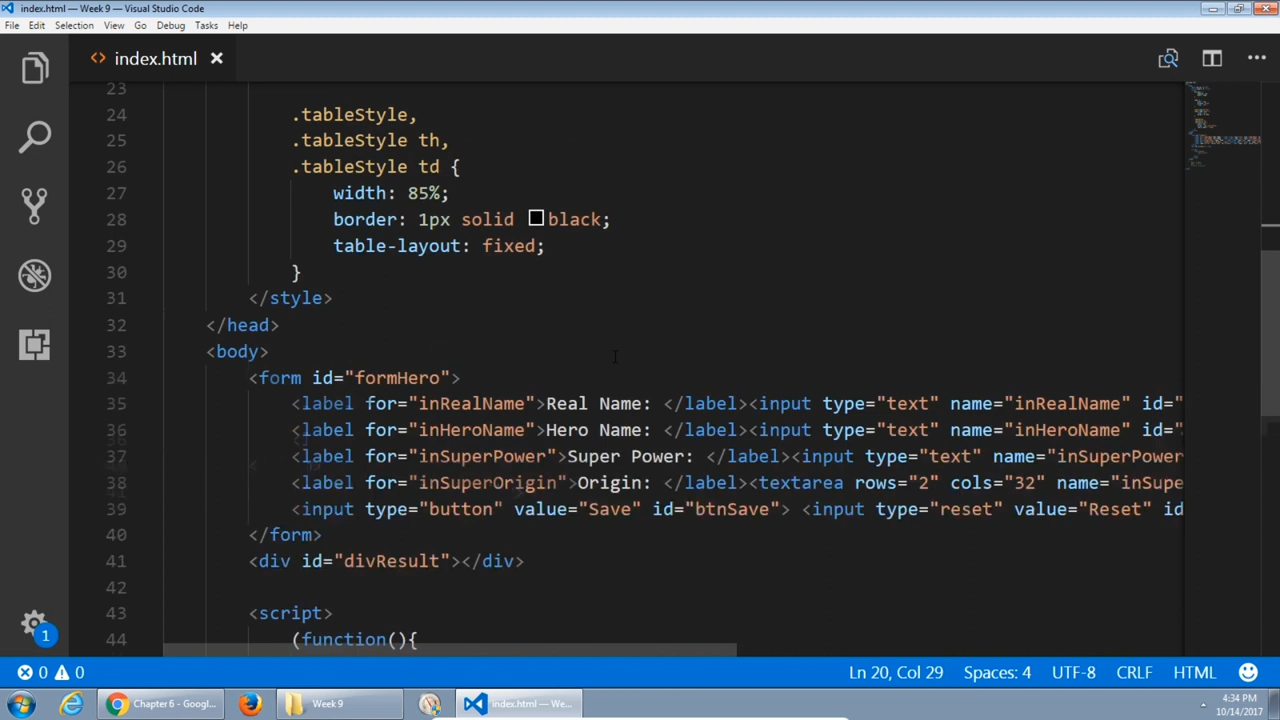 index.html — Week 9 — Visual Studio Code
File Edit Selection View Go Debug Tasks Help
index.html
23
24 .tableStyle,
25 .tableStyle th,
26 .tableStyle td {
27 width: 85%;
28 border: 1px solid black;
29 table-layout: fixed;
30 }
31 </style>
32 </head>
33 <body>
34 <form id="formHero">
35 <label for="inRealName">Real Name: </label><input type="text" name="inRealName" id="
36 <label for="inHeroName">Hero Name: </label><input type="text" name="inHeroName" id="
37 <label for="inSuperPower">Super Power: </label><input type="text" name="inSuperPower
38 <label for="inSuperOrigin">Origin: </label><textarea rows="2" cols="32" name="inSupe
39 <input type="button" value="Save" id="btnSave"> <input type="reset" value="Reset" id
40 </form>
41 <div id="divResult"></div>
42
43 <script>
44 (function(){
1
0 0 Ln 20, Col 29 Spaces: 4 UTF-8 CRLF HTML
Chapter 6 - Googl... Week 9 index.html — We... 4:34 PM
10/14/2017